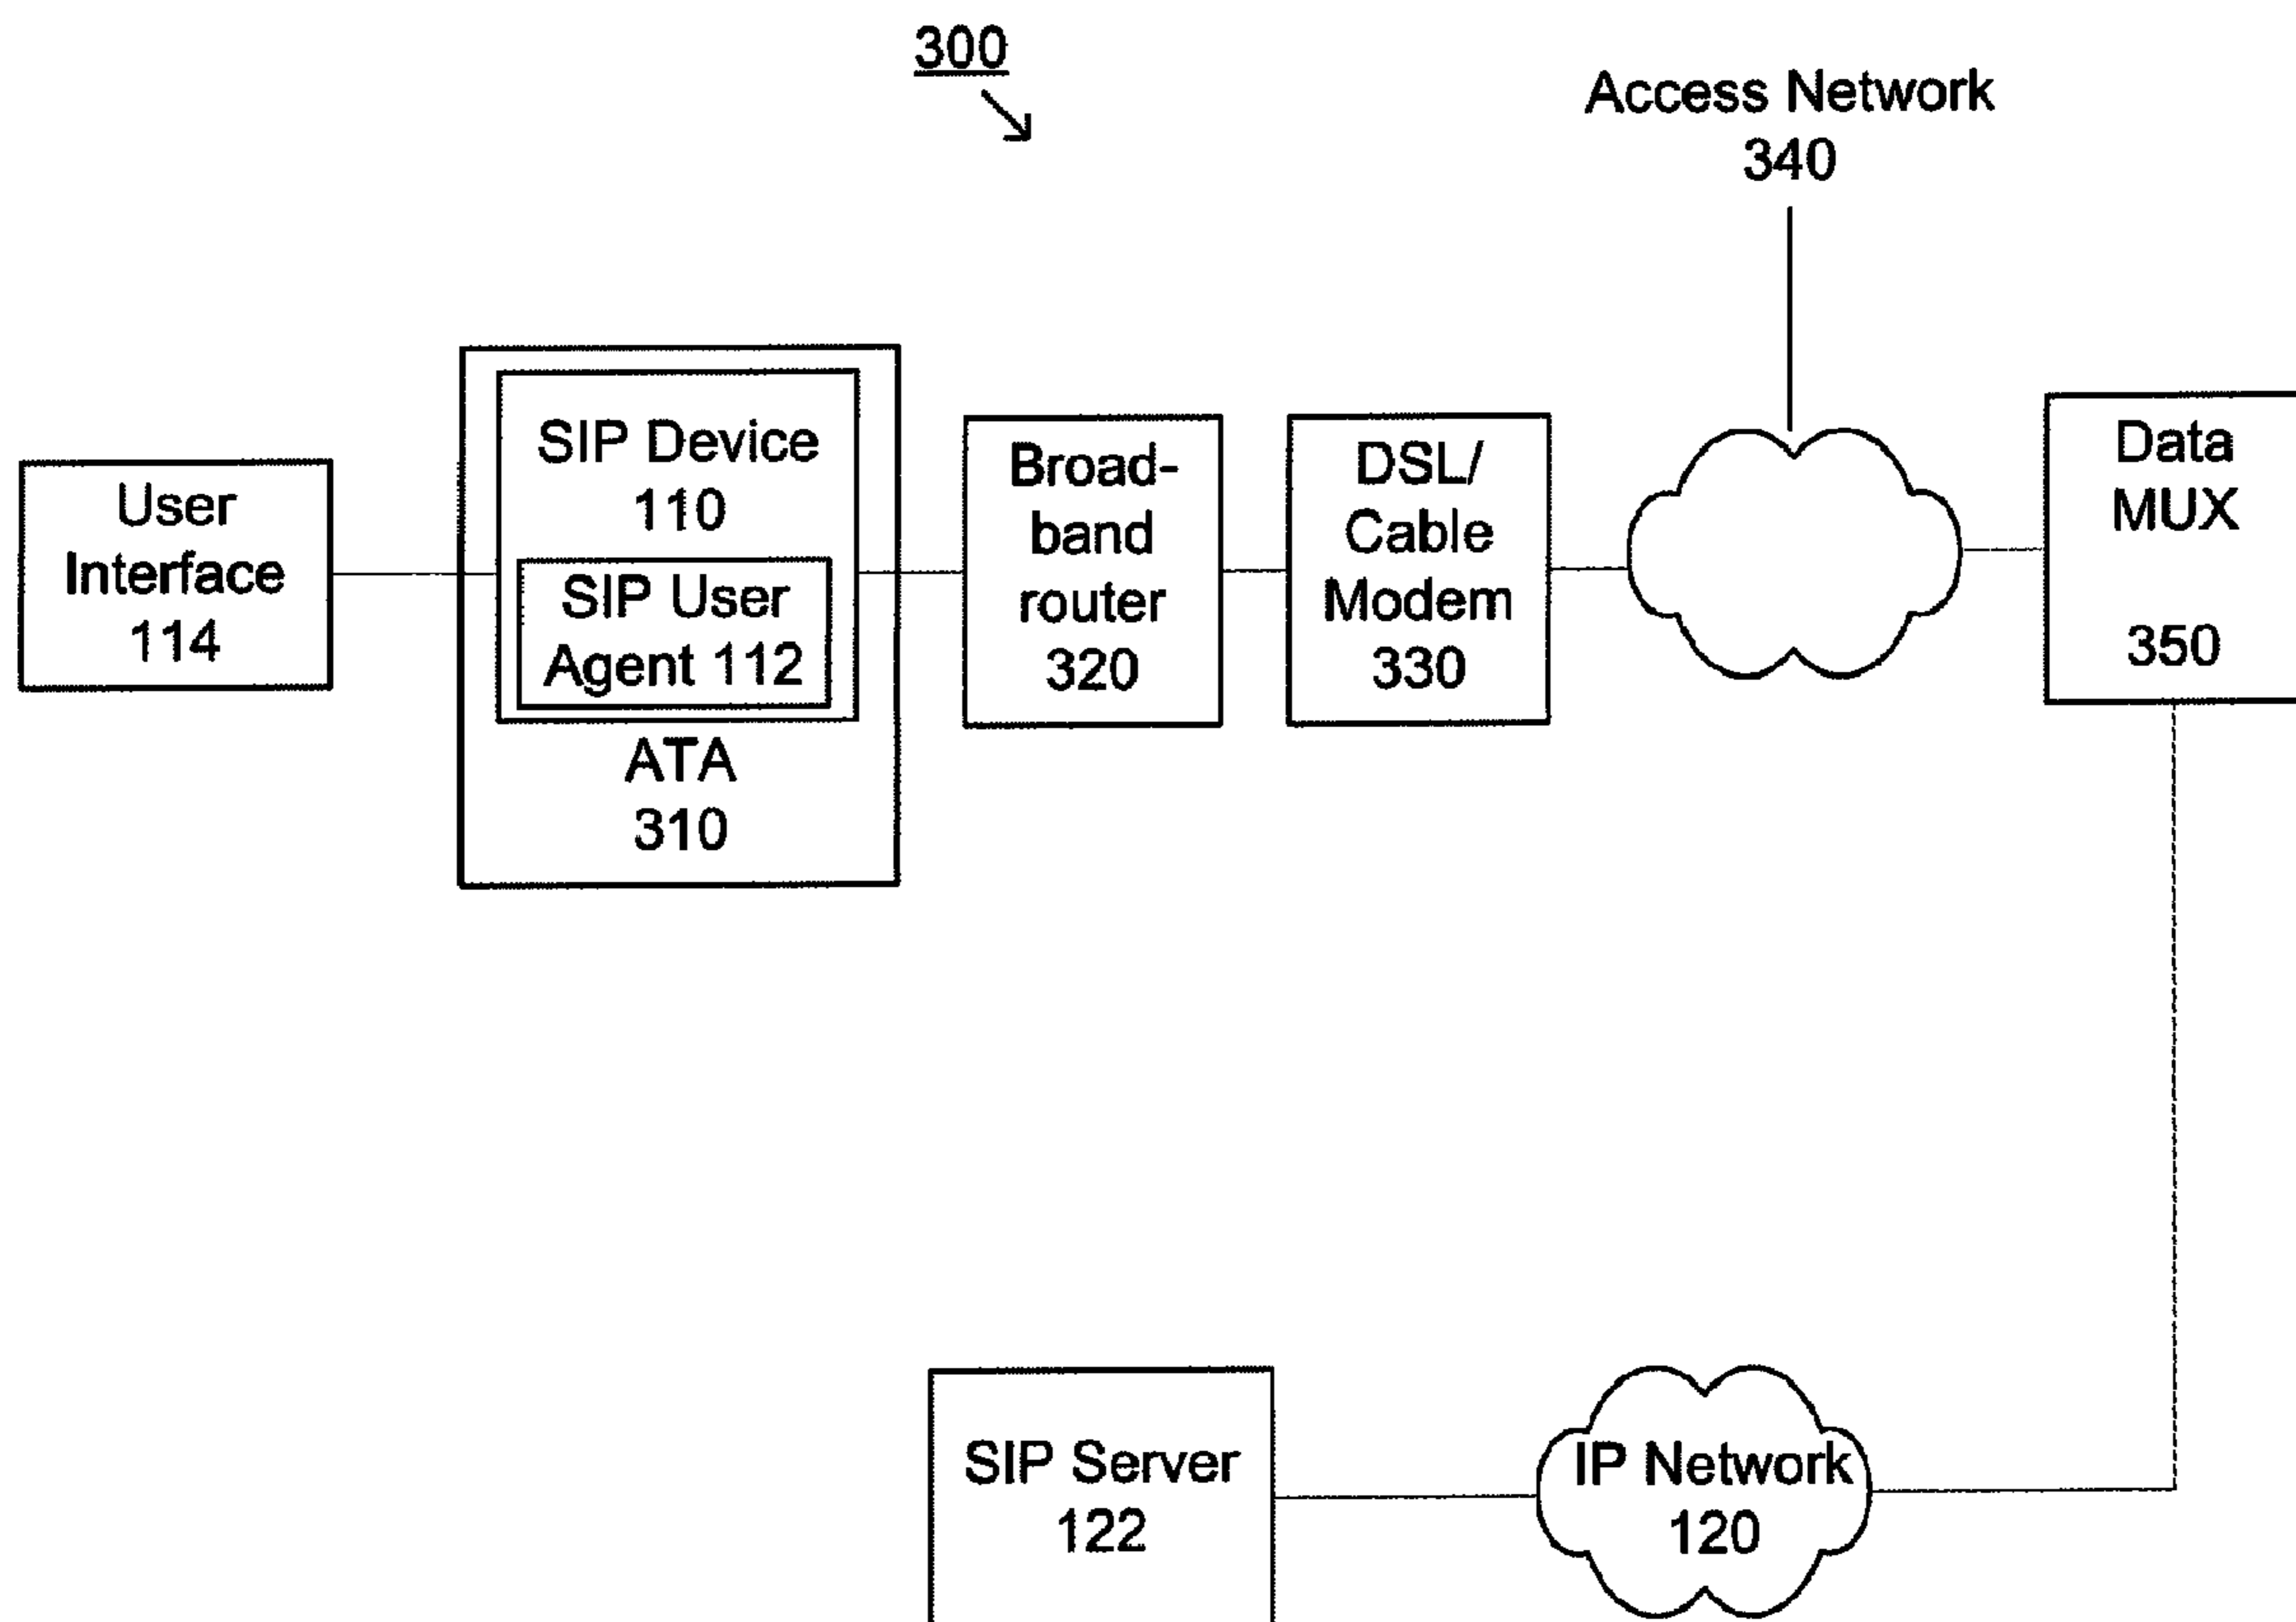 300
Access Network
340
User
Interface
114
SIP Device
110
SIP User
Agent 112
ATA
310
Broad-
band
router
320
DSL/
Cable
Modem
330
Data
MUX
350
SIP Server
122
IP Network
120